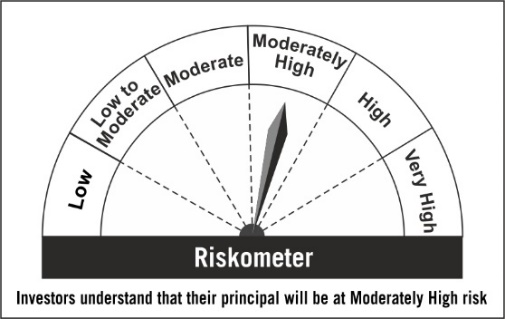 Low
Low to
Moderate
Moderate
Moderately
High
High
Very High
Riskometer
Investors understand that their principal will be at Moderately High risk